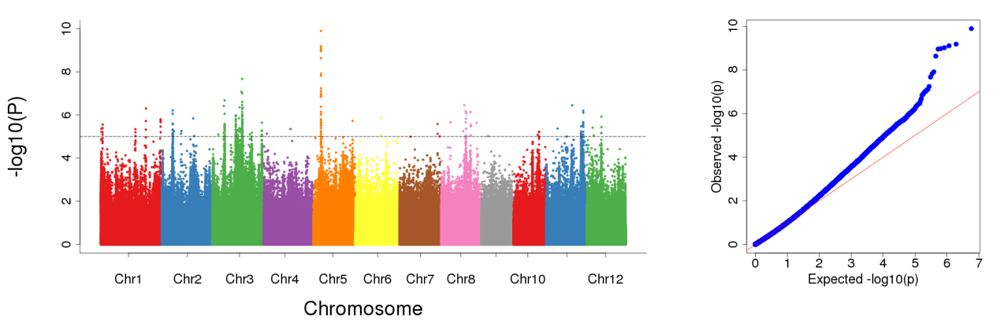 -log10(P)
10
8
6
4
2
0
Chr1 Chr2 Chr3 Chr4 Chr5 Chr6 Chr7 Chr8 Chr10 Chr12
Chromosome
Observed -log10(p)
10
8
6
4
2
0
0 1 2 3 4 5 6 7
Expected -log10(p)